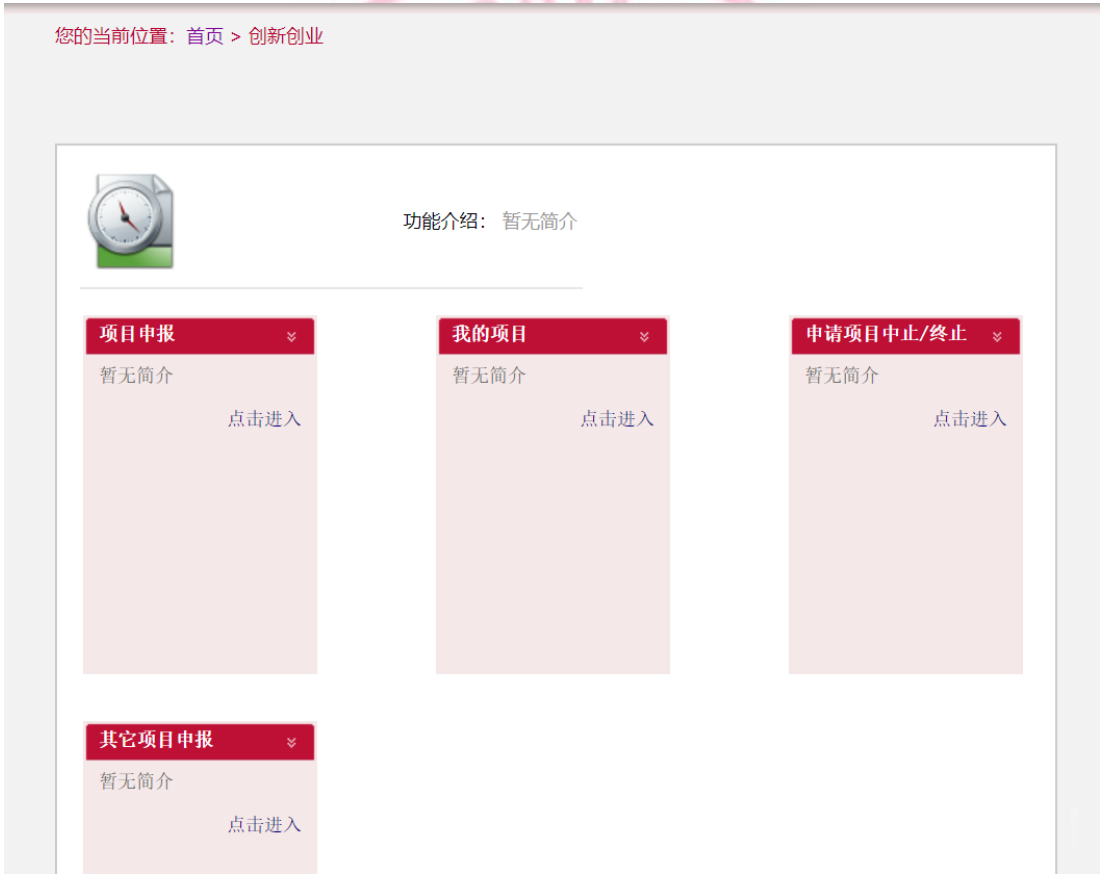 您的当前位置：首页 > 创新创业
功能介绍： 暂无简介
项目申报
暂无简介
点击进入
我的项目
暂无简介
点击进入
申请项目中止/终止
暂无简介
点击进入
其它项目申报
暂无简介
点击进入